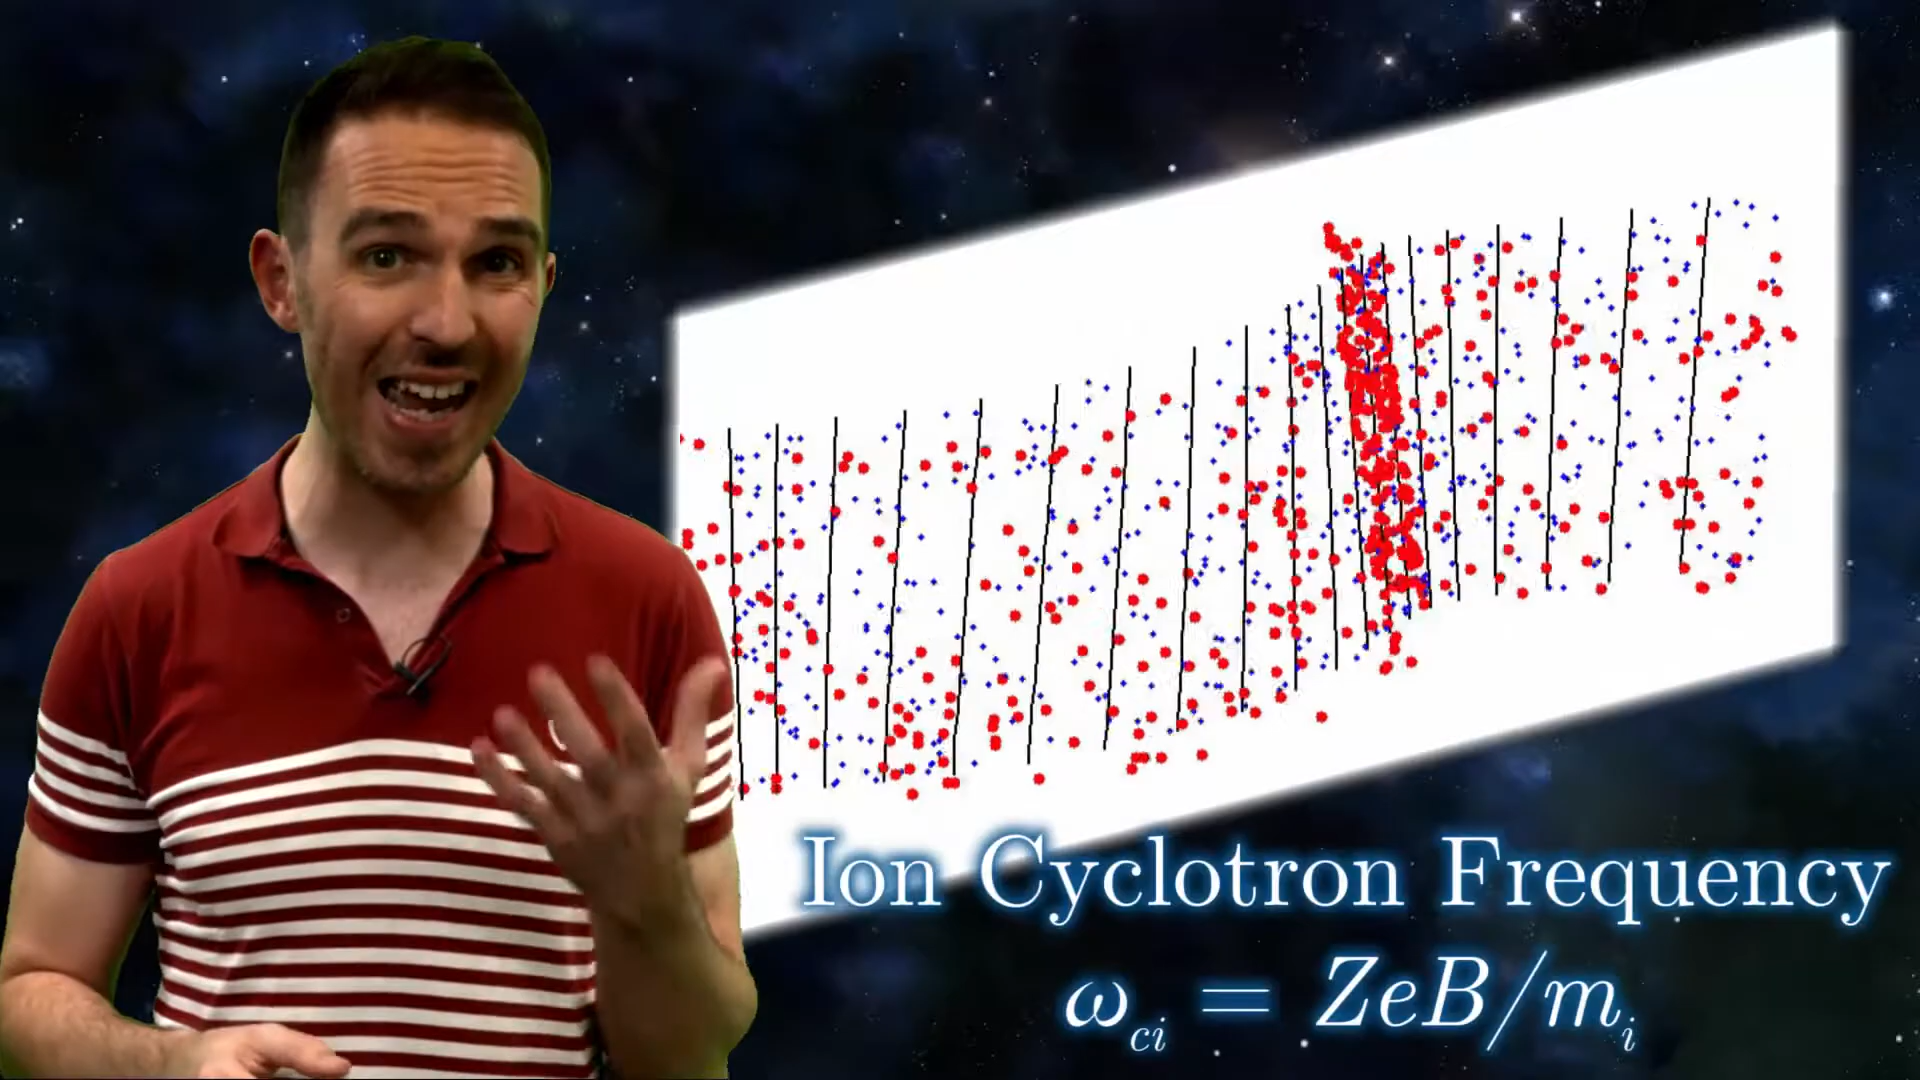 Ion Cyclotron Frequency
ω_ci = ZeB/m_i